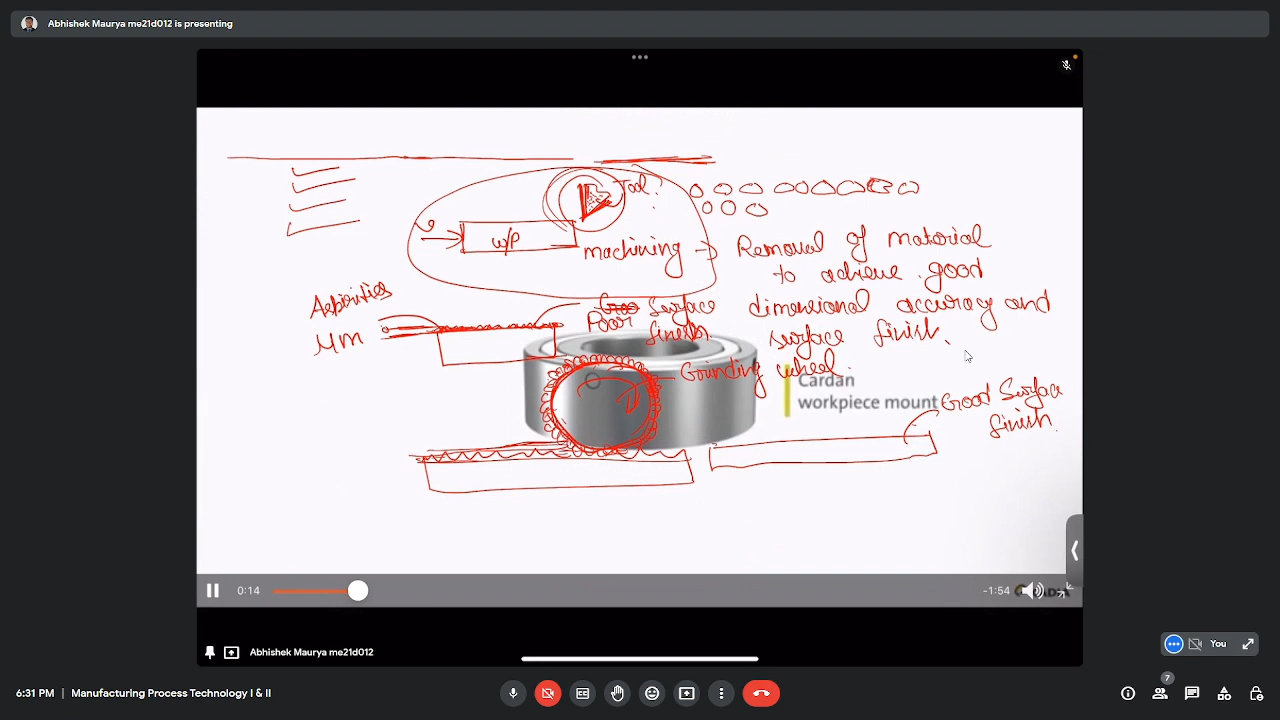 Abhishek Maurya me21d012 is presenting
Tool?
W/P
machining → Removal of material
to achieve good
dimensional accuracy and
surface finish.
Asperities
μm
Poor Surface
finish
Grinding wheel.
Cardan
workpiece mount
Good Surface
finish.
0:14
-1:54
Abhishek Maurya me21d012
You
7
6:31 PM | Manufacturing Process Technology I & II